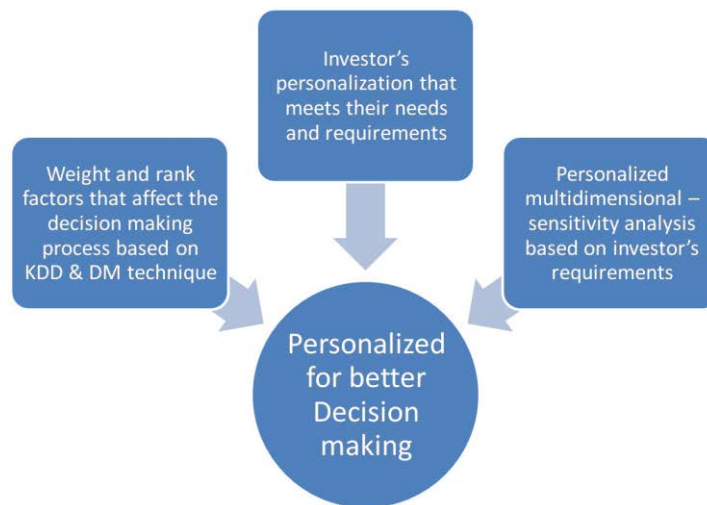 Investor's
personalization that
meets their needs
and requirements
Weight and rank
factors that affect the
decision making
process based on
KDD & DM technique
Personalized
multidimensional –
sensitivity analysis
based on investor's
requirements
Personalized
for better
Decision
making